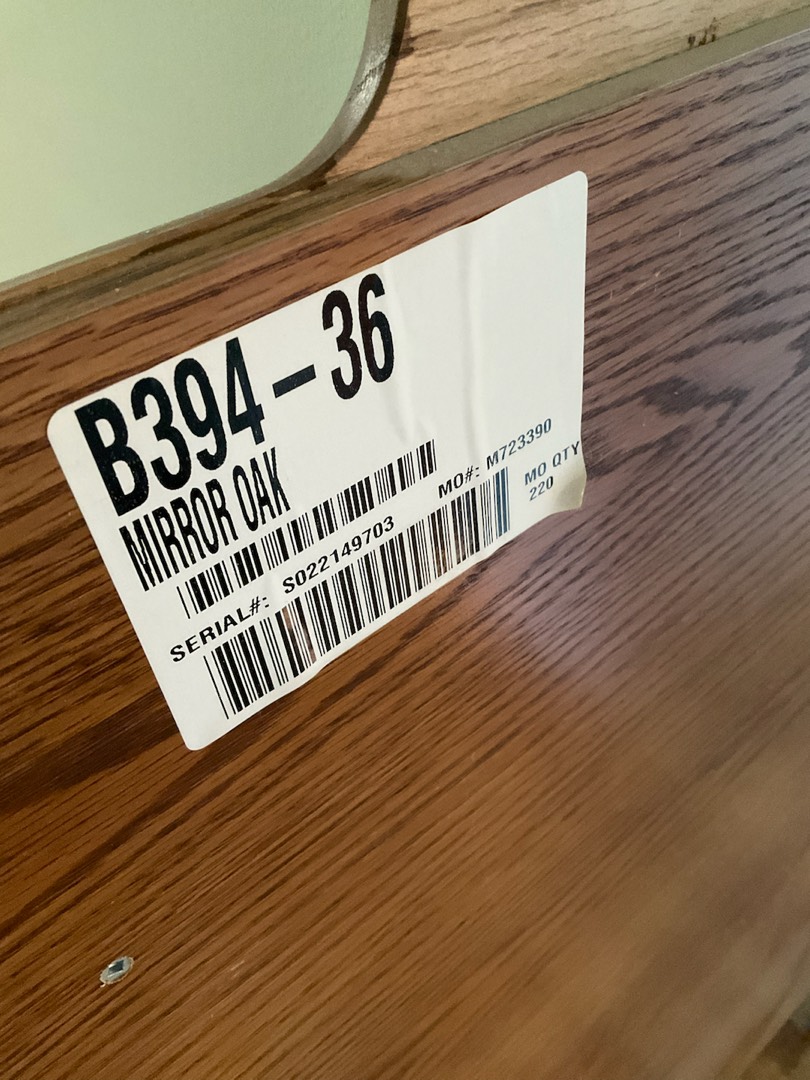 B394-36
MIRROR OAK
MO#: M723390
MO QTY
220
SERIAL#: S022149703